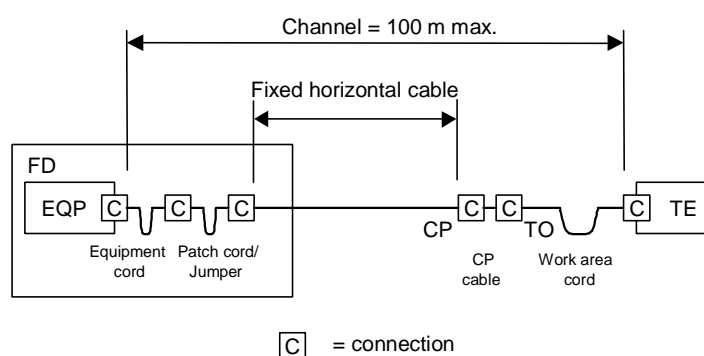 Channel = 100 m max.
Fixed horizontal cable
FD
EQP C C C C C C TE
CP TO
Equipment cord
Patch cord/ Jumper
CP cable
Work area cord
C = connection